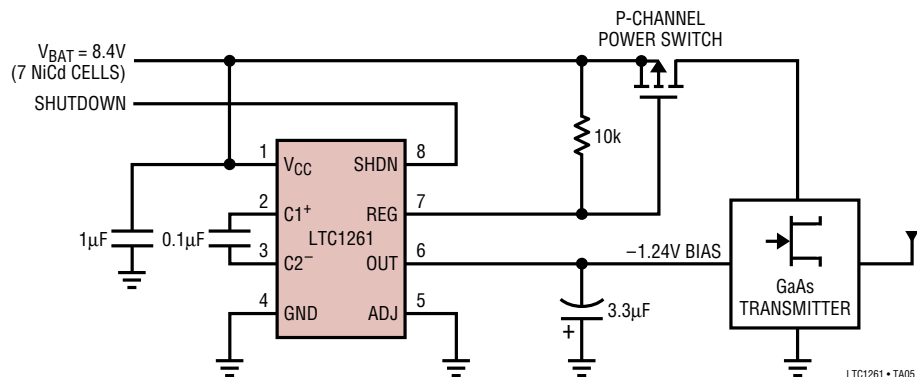 P-CHANNEL
POWER SWITCH
VBAT = 8.4V
(7 NiCd CELLS)
SHUTDOWN
10k
1 VCC SHDN 8
2 C1+ REG 7
LTC1261
3 C2− OUT 6
4 GND ADJ 5
1µF
0.1µF
−1.24V BIAS
3.3µF
+
GaAs
TRANSMITTER
LTC1261 • TA05